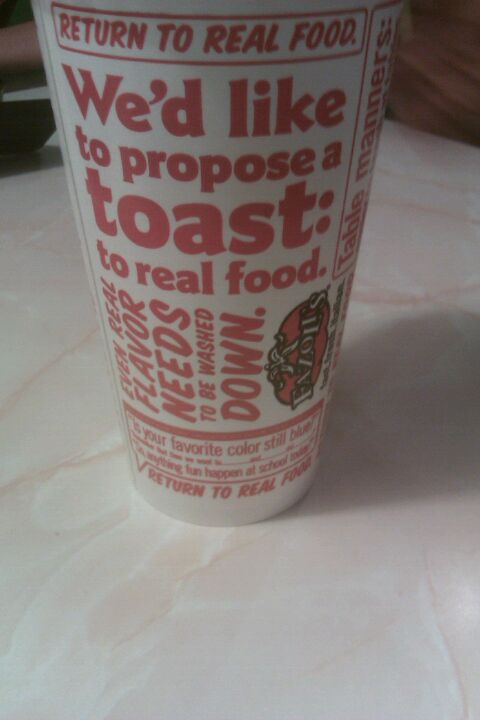 RETURN TO REAL FOOD.
We'd like
to propose a
toast:
to real food.
EVEN REAL
FLAVOR
NEEDS
TO BE WASHED
DOWN.
FAZOLI'S
Table manners:
Is your favorite color still blue?
anything fun happen at school today?
RETURN TO REAL FOOD.